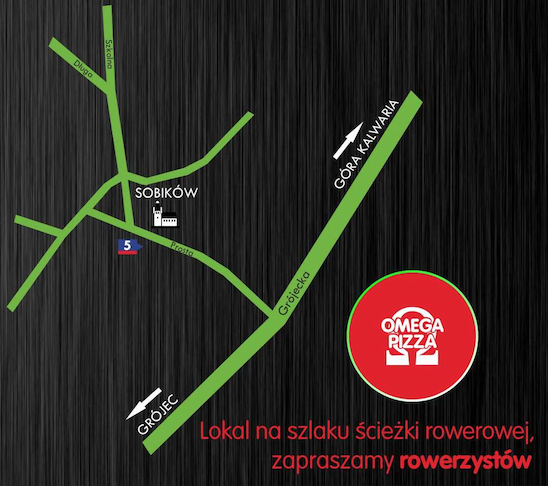 Szkolna
Długa
GÓRA KALWARIA
SOBIKÓW
5
Prosta
Grójecka
OMEGA
PIZZA
GRÓJEC
Lokal na szlaku ścieżki rowerowej,
zapraszamy rowerzystów